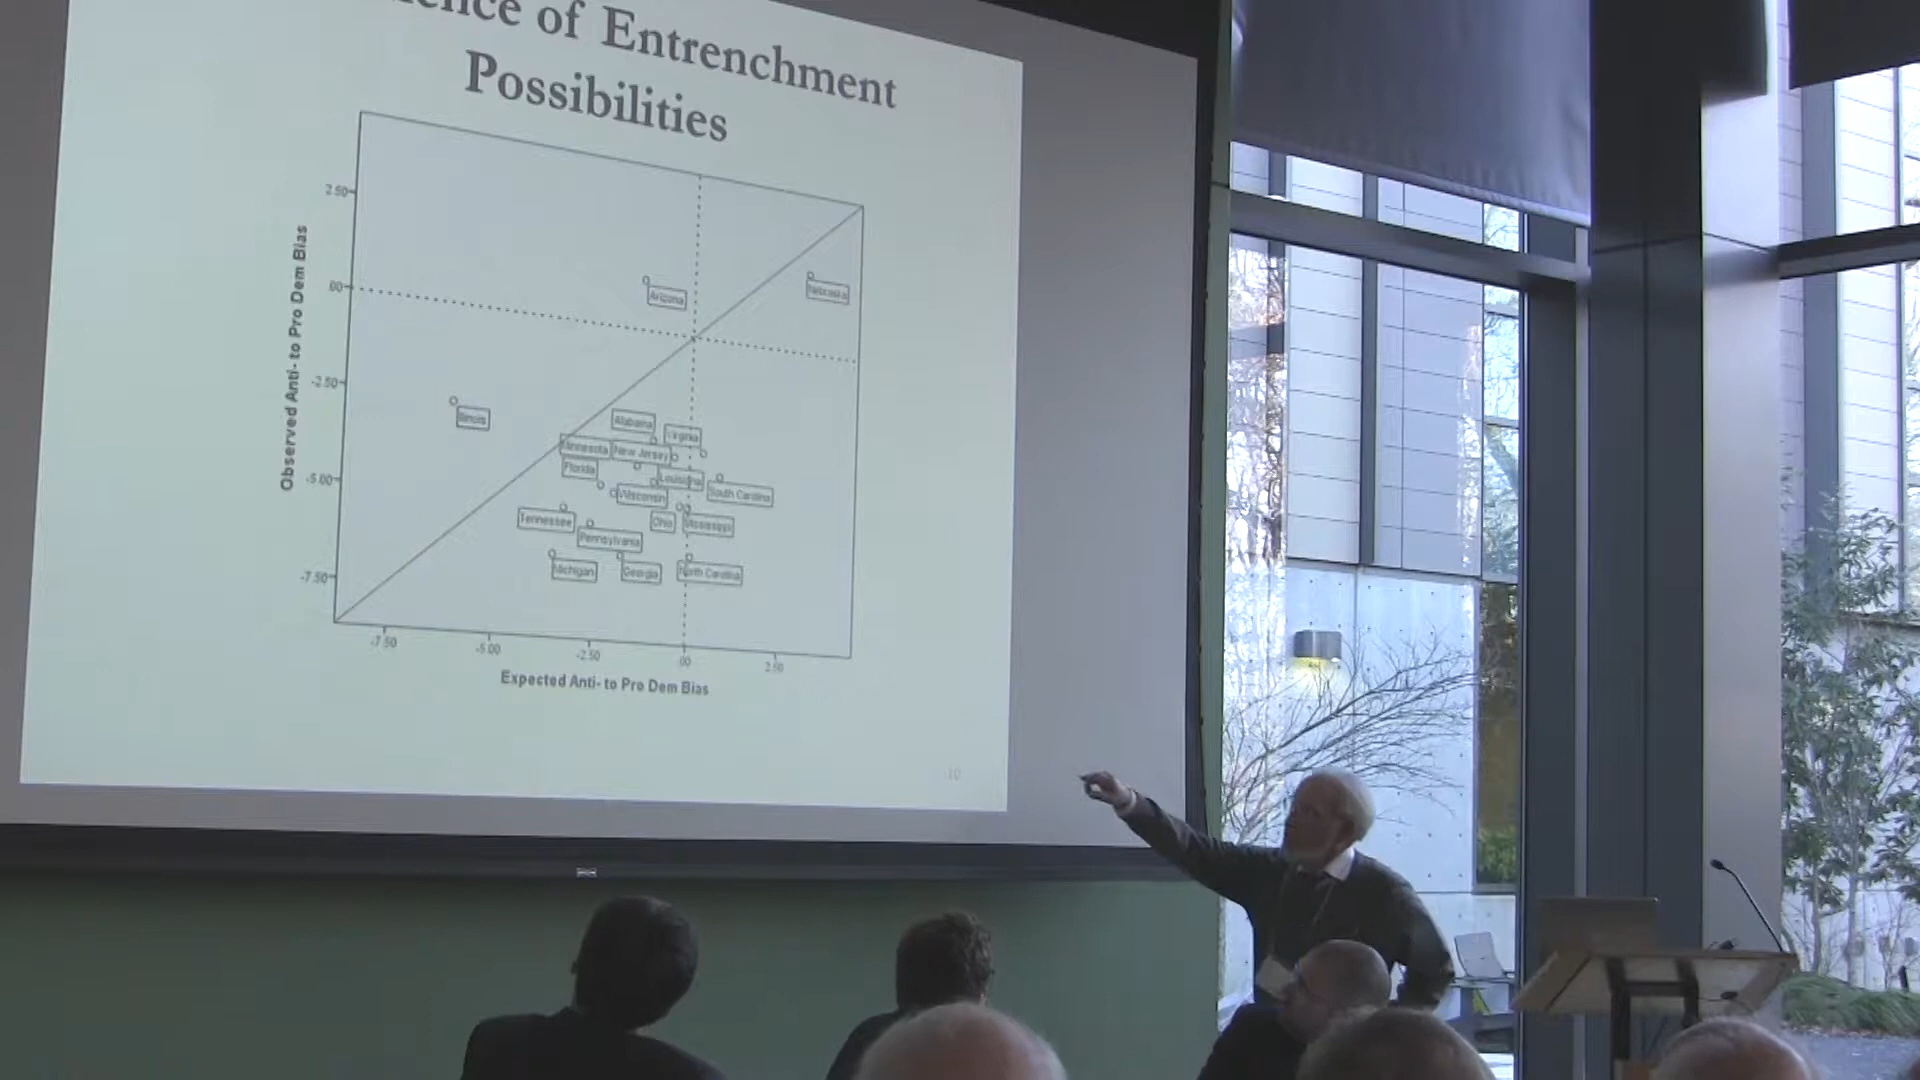 ence of Entrenchment
Possibilities
2.50
.00
-2.50
-5.00
-7.50
Observed Anti- to Pro Dem Bias
Arizona
Nebraska
Illinois
Alabama
Virginia
Minnesota
New Jersey
Florida
Louisiana
Wisconsin
South Carolina
Tennessee
Ohio
Mississippi
Pennsylvania
Michigan
Georgia
North Carolina
-7.50
-5.00
-2.50
.00
2.50
Expected Anti- to Pro Dem Bias
10